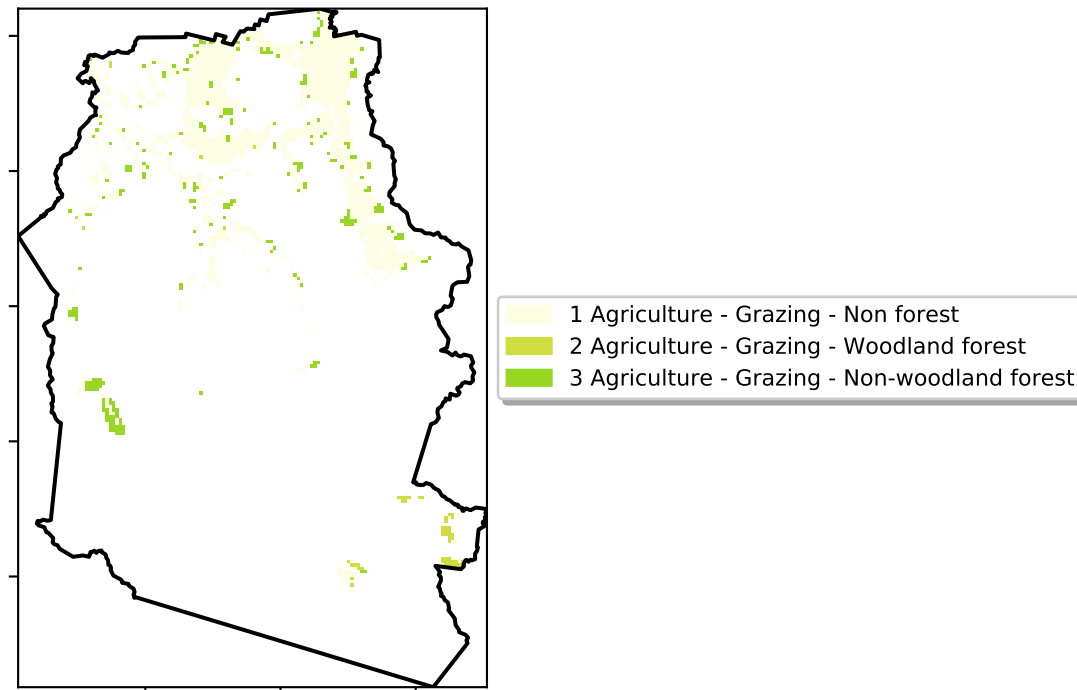 1 Agriculture - Grazing - Non forest
2 Agriculture - Grazing - Woodland forest
3 Agriculture - Grazing - Non-woodland forest